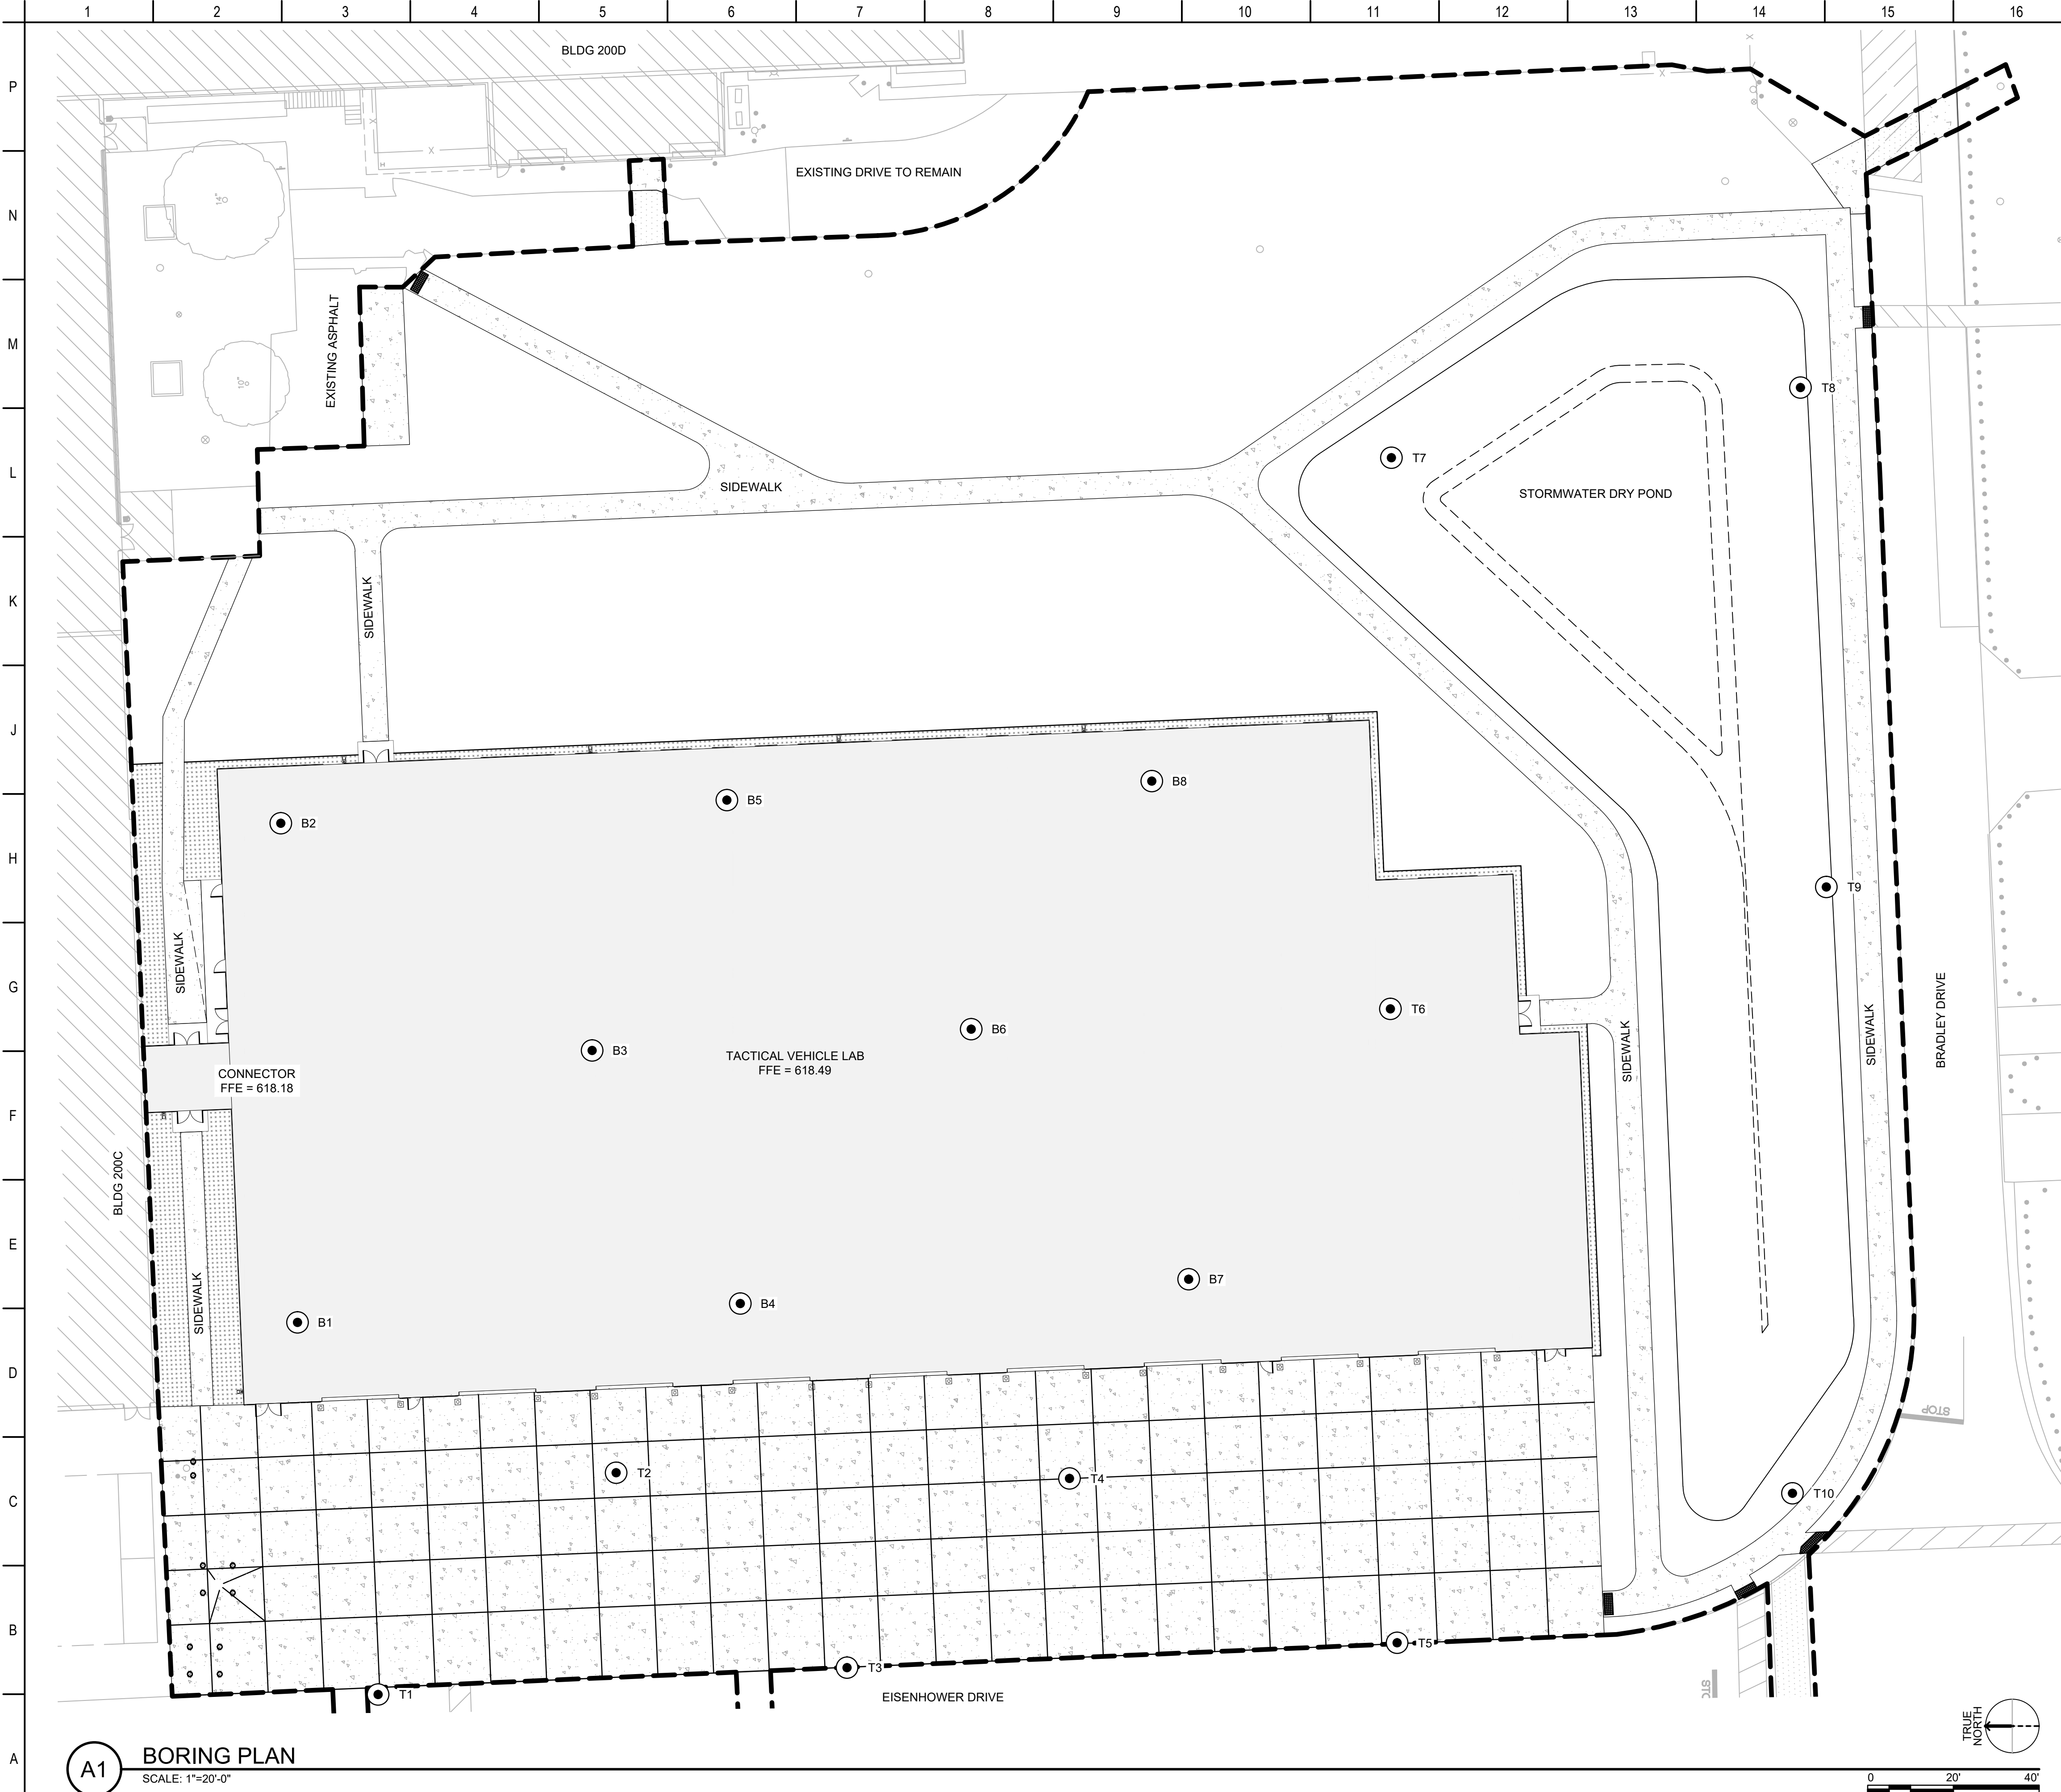 1 2 3 4 5 6 7 8 9 10 11 12 13 14 15 16
P
BLDG 200D
EXISTING DRIVE TO REMAIN
N
14"
M
EXISTING ASPHALT
10"
T8
L
T7
SIDEWALK
STORMWATER DRY POND
K
SIDEWALK
J
B8
B5
B2
H
T9
G
SIDEWALK
T6
B6
B3
TACTICAL VEHICLE LAB
FFE = 618.49
SIDEWALK
SIDEWALK
BRADLEY DRIVE
CONNECTOR
FFE = 618.18
F
BLDG 200C
E
SIDEWALK
B7
B4
B1
D
STOP
C
T2
T4
T10
B
T5
T3
T1
EISENHOWER DRIVE
TRUE
NORTH
A
A1
BORING PLAN
SCALE: 1"=20'-0"
0 20' 40'